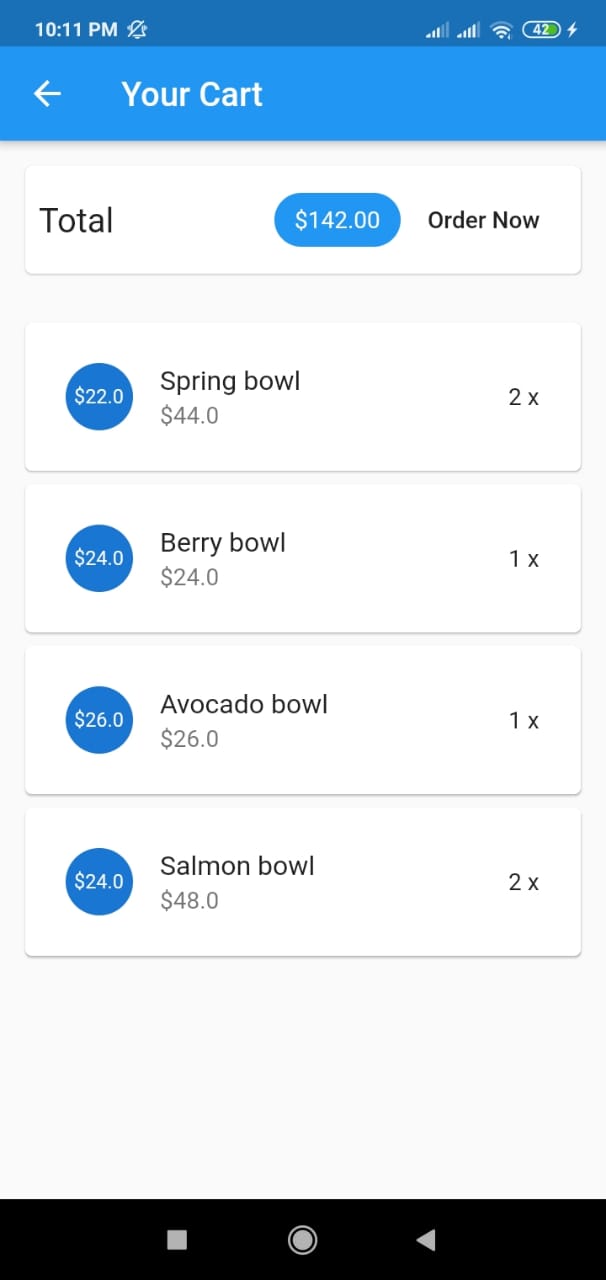 10:11 PM 42
Your Cart
Total $142.00 Order Now
$22.0 Spring bowl 2 x
$44.0
$24.0 Berry bowl 1 x
$24.0
$26.0 Avocado bowl 1 x
$26.0
$24.0 Salmon bowl 2 x
$48.0